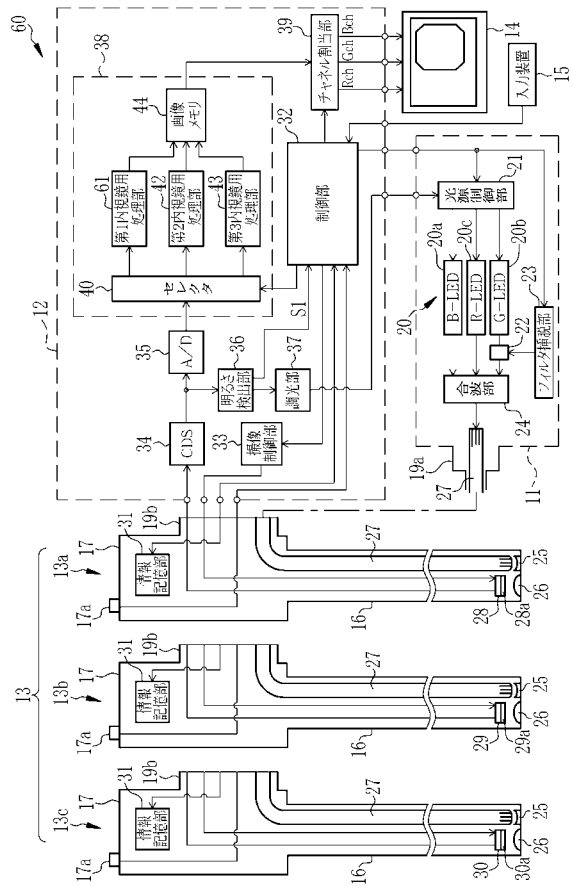 60
12
38
61
第1内視鏡用
処理部
42
第2内視鏡用
処理部
43
第3内視鏡用
処理部
44
画像
メモリ
40
セレクタ
35
A/D
34
CDS
36
明るさ
検出部
37
調光部
33
撮像
制御部
S1
32
制御部
39
チャネル割当部
Rch
Gch
Bch
14
15
入力装置
11
21
光源制
御部
20
20a
B-LED
20c
R-LED
20b
G-LED
22
23
フィルタ挿脱部
24
合波部
19a
27
13
13a
17
17a
31
情報
記憶部
19b
27
16
25
26
28
28a
13b
17
17a
31
情報
記憶部
19b
27
16
25
26
29
29a
13c
17
17a
31
情報
記憶部
19b
27
16
25
26
30
30a